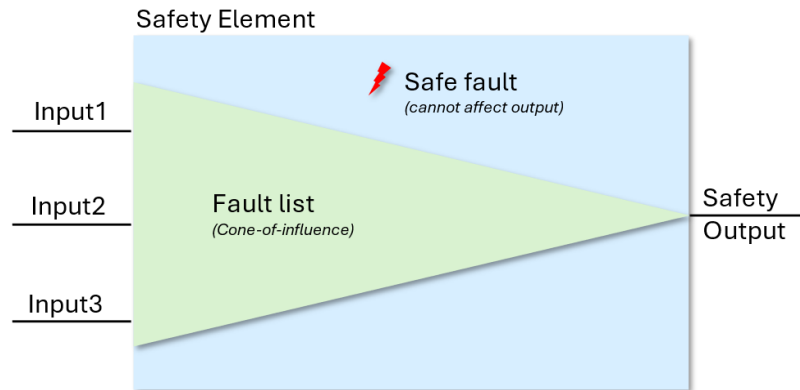 Safety Element
Safe fault
(cannot affect output)
Input1
Input2
Fault list
(Cone-of-influence)
Safety
Output
Input3